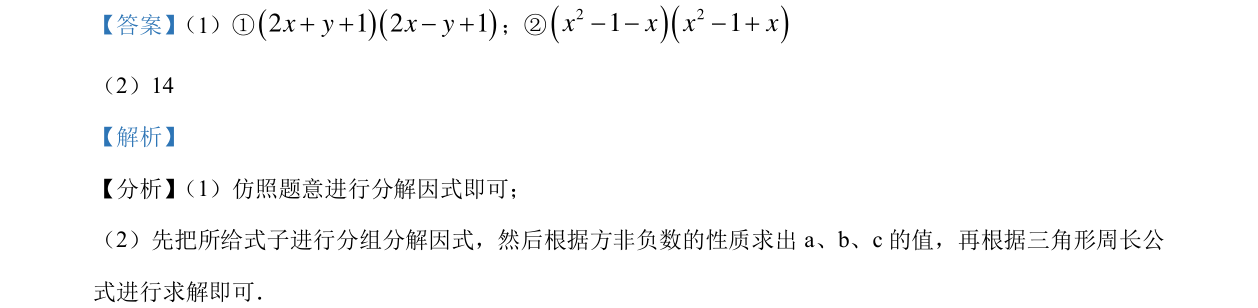 【答案】（1）①(2x+y+1)(2x−y+1)；②(x²−1−x)(x²−1+x)
（2）14
【解析】
【分析】（1）仿照题意进行分解因式即可；
（2）先把所给式子进行分组分解因式，然后根据方非负数的性质求出 a、b、c 的值，再根据三角形周长公
式进行求解即可．